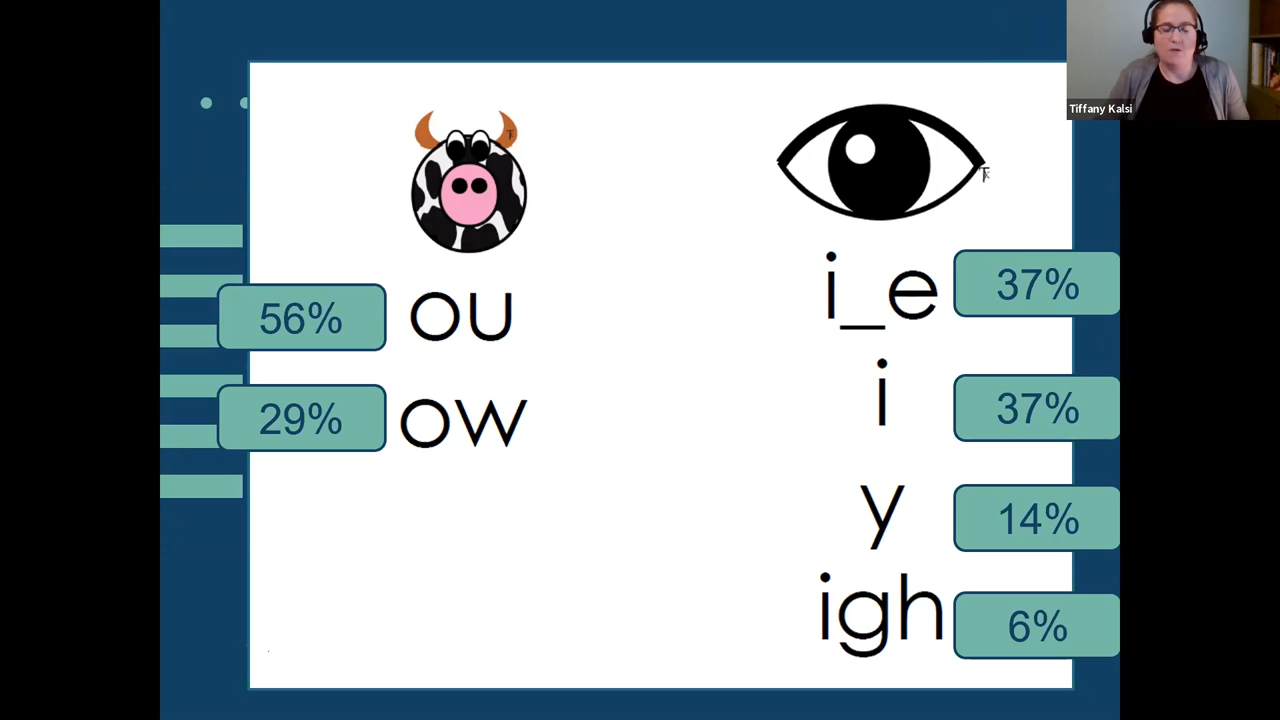 Tiffany Kalsi
56% ou
29% ow
i_e 37%
i 37%
y 14%
igh 6%